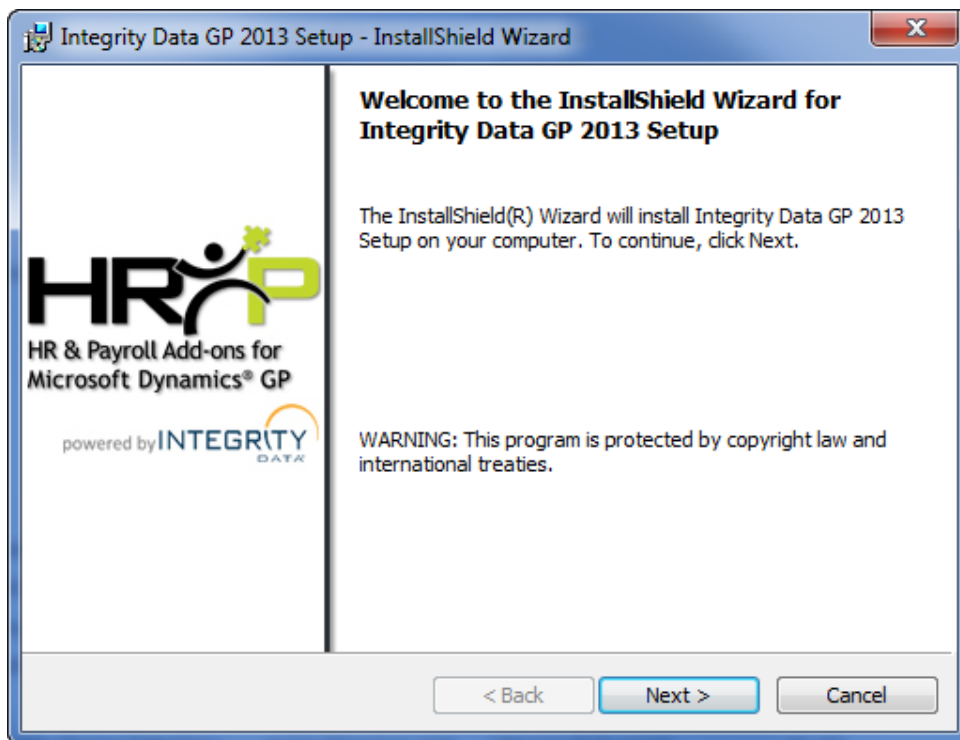 Integrity Data GP 2013 Setup - InstallShield Wizard
Welcome to the InstallShield Wizard for
Integrity Data GP 2013 Setup
The InstallShield(R) Wizard will install Integrity Data GP 2013
Setup on your computer. To continue, click Next.
HRP
HR & Payroll Add-ons for
Microsoft Dynamics® GP
powered by INTEGRITY
DATA
WARNING: This program is protected by copyright law and
international treaties.
< Back
Next >
Cancel